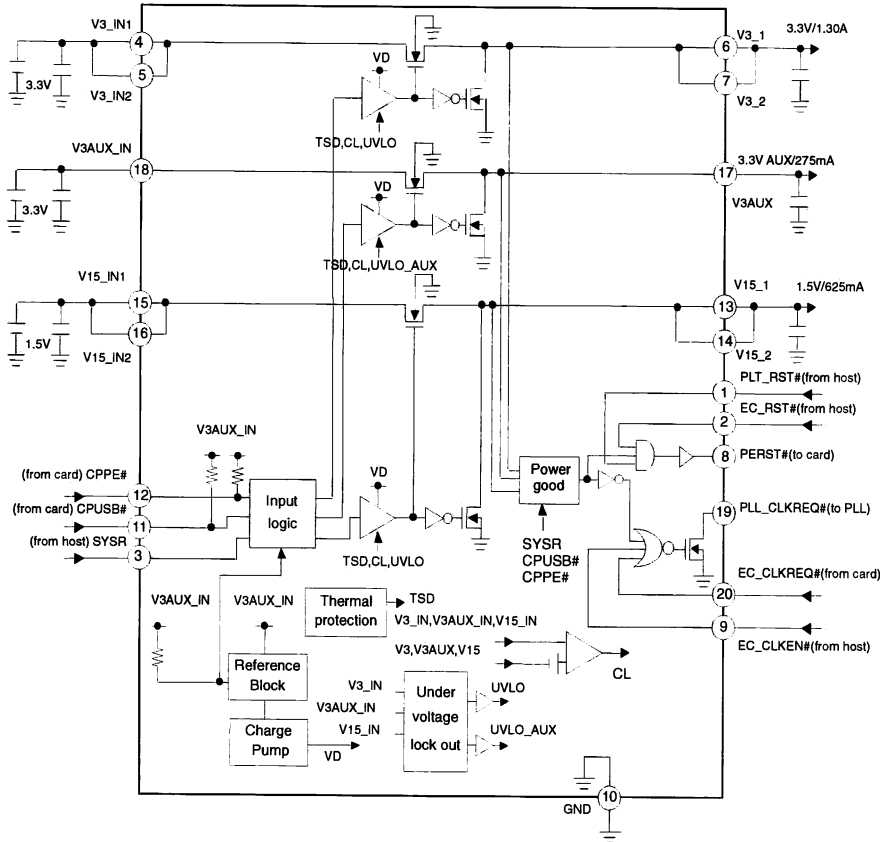 V3_IN1
4
5
3.3V
V3_IN2
VD
TSD,CL,UVLO
6
V3_1
3.3V/1.30A
7
V3_2
V3AUX_IN
18
3.3V
VD
TSD,CL,UVLO_AUX
17
3.3V AUX/275mA
V3AUX
V15_IN1
15
16
1.5V
V15_IN2
13
1.5V/625mA
14
V15_2
V15_1
1
PLT_RST#(from host)
2
EC_RST#(from host)
8
PERST#(to card)
V3AUX_IN
(from card) CPPE#
12
(from card) CPUSB#
11
(from host) SYSR
3
Input
logic
VD
TSD,CL,UVLO
Power
good
SYSR
CPUSB#
CPPE#
19
PLL_CLKREQ#(to PLL)
20
EC_CLKREQ#(from card)
9
EC_CLKEN#(from host)
V3AUX_IN
V3AUX_IN
Thermal
protection
TSD
V3_IN,V3AUX_IN,V15_IN
V3,V3AUX,V15
CL
Reference
Block
Charge
Pump
VD
V3_IN
V3AUX_IN
V15_IN
Under
voltage
lock out
UVLO
UVLO_AUX
10
GND